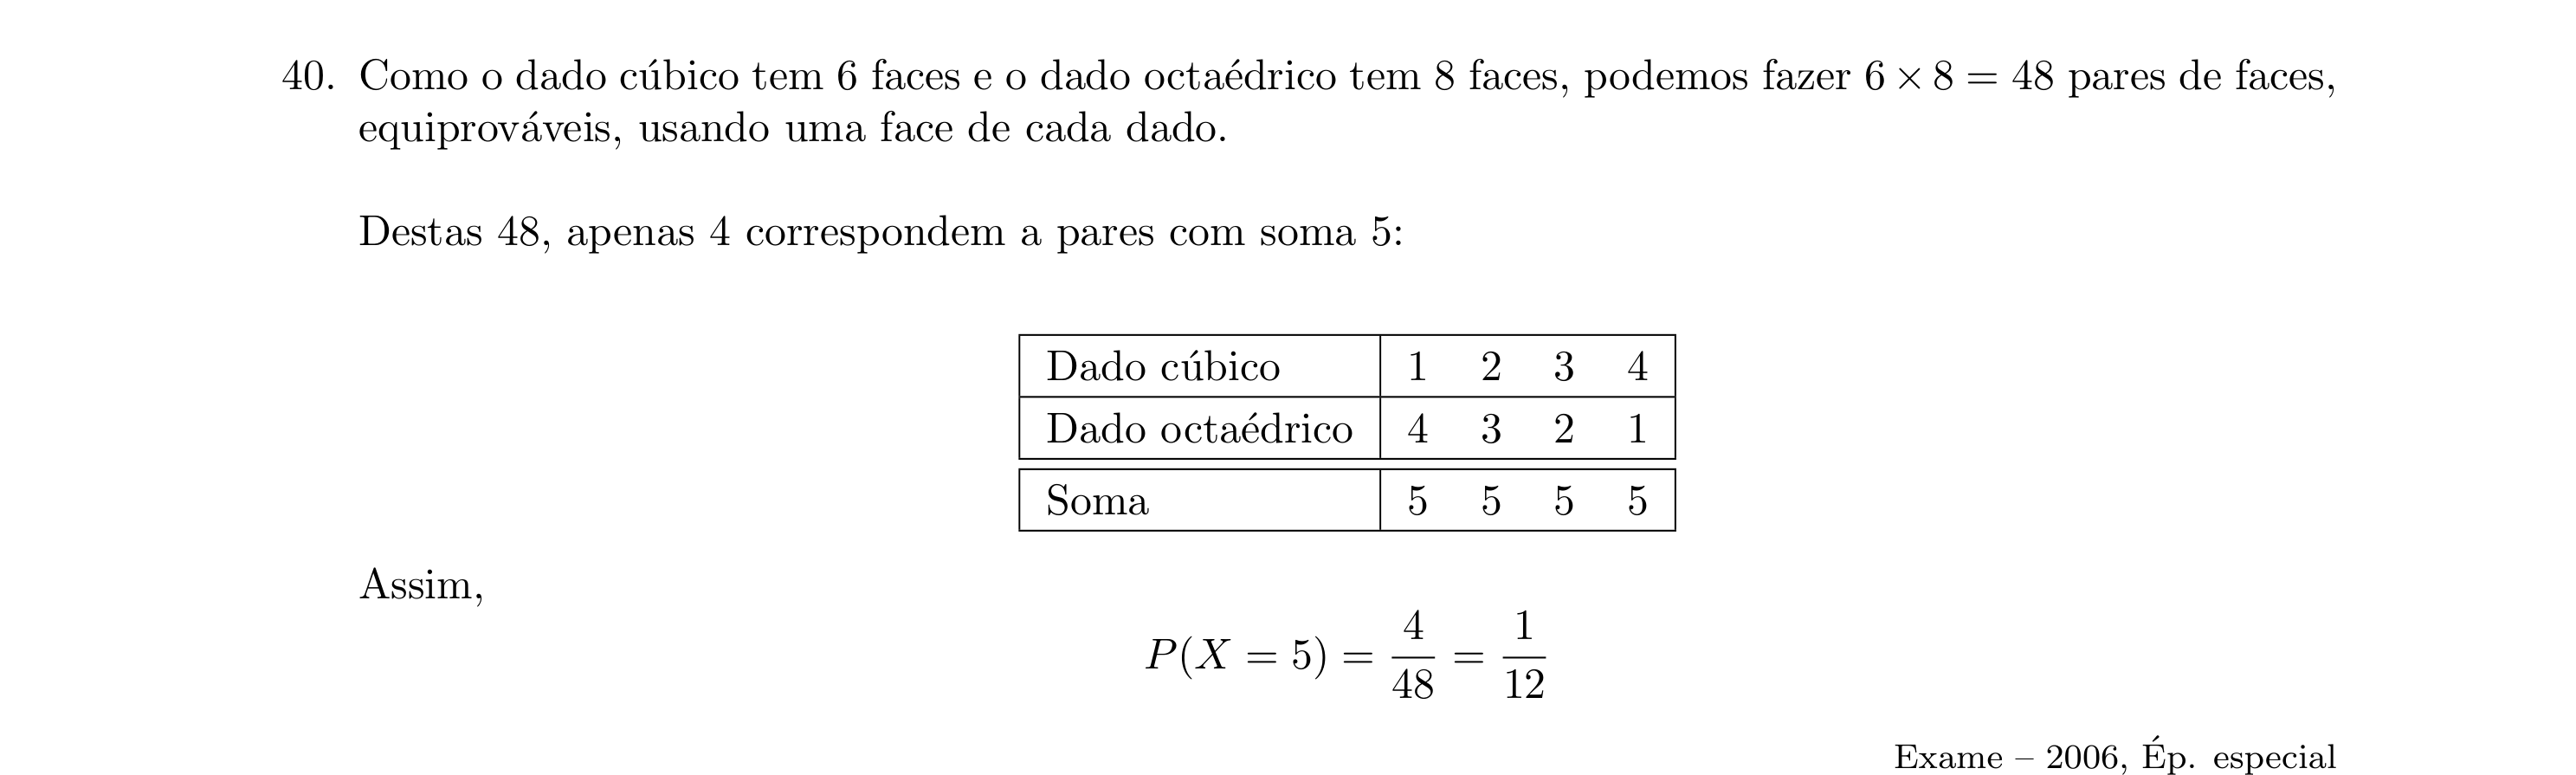 40. Como o dado cúbico tem 6 faces e o dado octaédrico tem 8 faces, podemos fazer 6 × 8 = 48 pares de faces,
equiprováveis, usando uma face de cada dado.
Destas 48, apenas 4 correspondem a pares com soma 5:
Dado cúbico 1 2 3 4
Dado octaédrico 4 3 2 1
Soma 5 5 5 5
Assim,
P(X = 5) = 4/48 = 1/12
Exame – 2006, Ép. especial